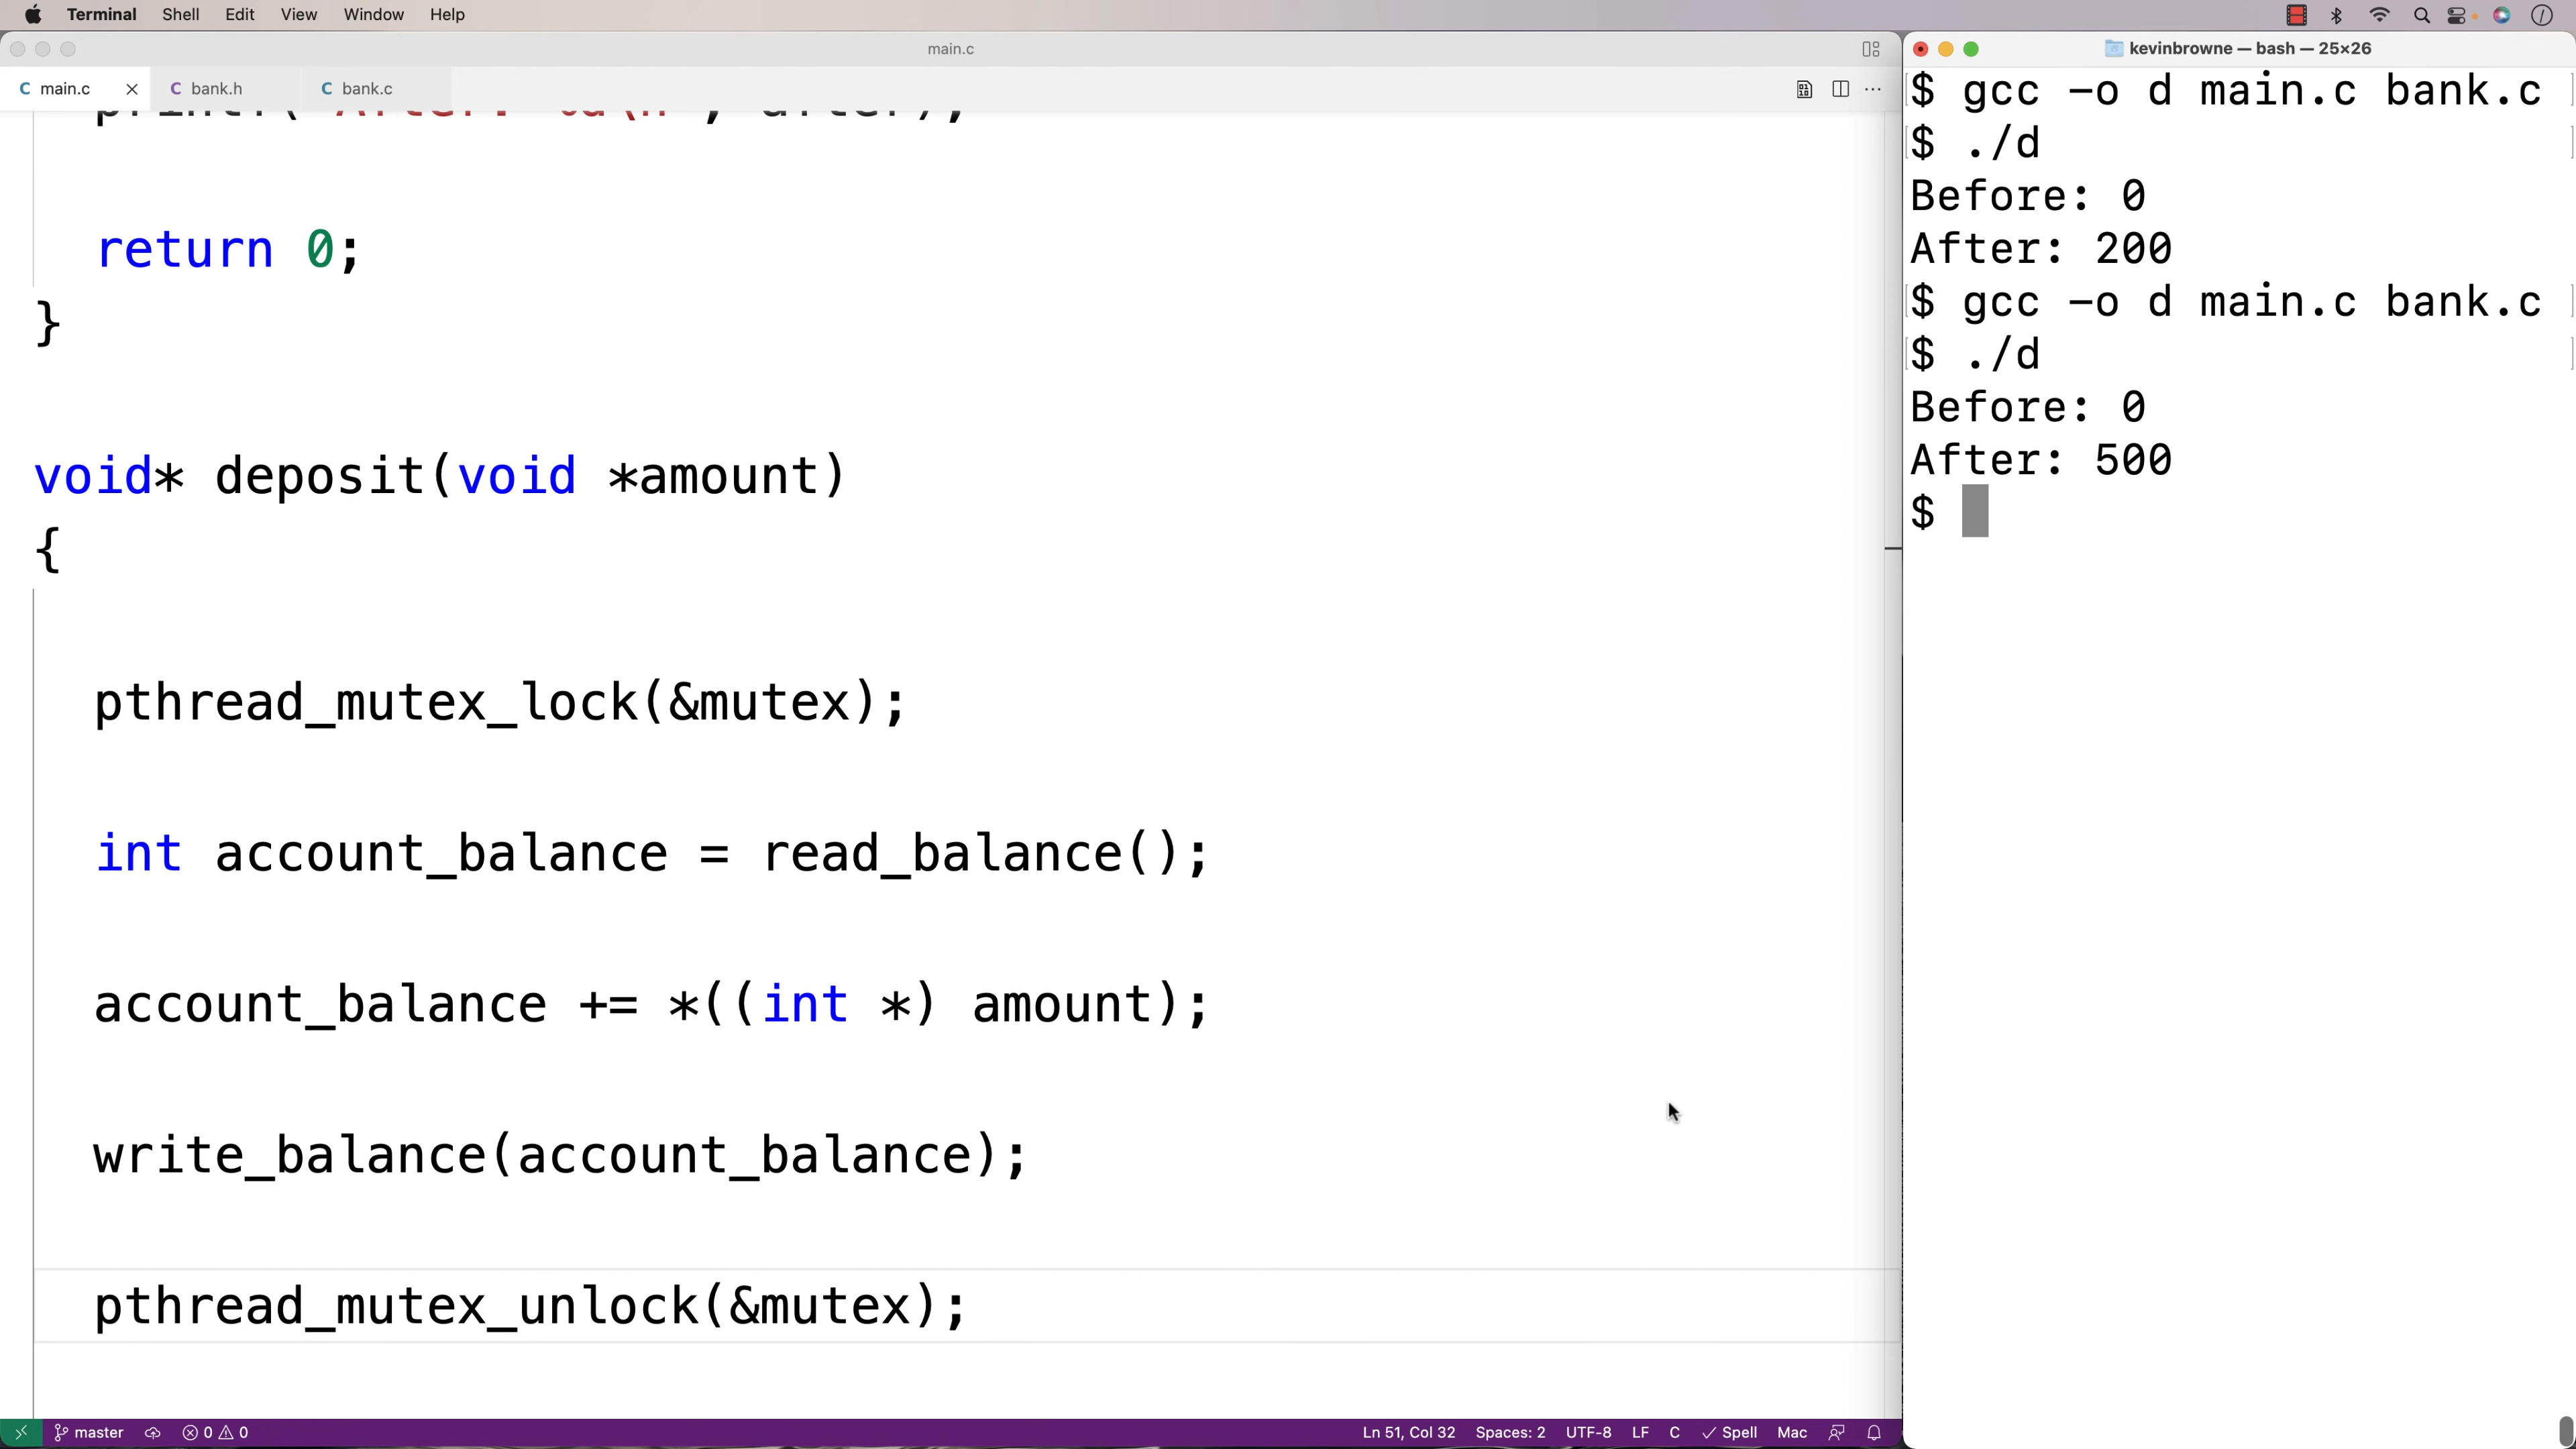 Terminal Shell Edit View Window Help
main.c
main.c bank.h bank.c
printf("After: %d\n", after);
return 0;
}
void* deposit(void *amount)
{
pthread_mutex_lock(&mutex);
int account_balance = read_balance();
account_balance += *((int *) amount);
write_balance(account_balance);
pthread_mutex_unlock(&mutex);
master 0 0 Ln 51, Col 32 Spaces: 2 UTF-8 LF C Spell Mac
kevinbrowne — bash — 25×26
$ gcc -o d main.c bank.c
$ ./d
Before: 0
After: 200
$ gcc -o d main.c bank.c
$ ./d
Before: 0
After: 500
$